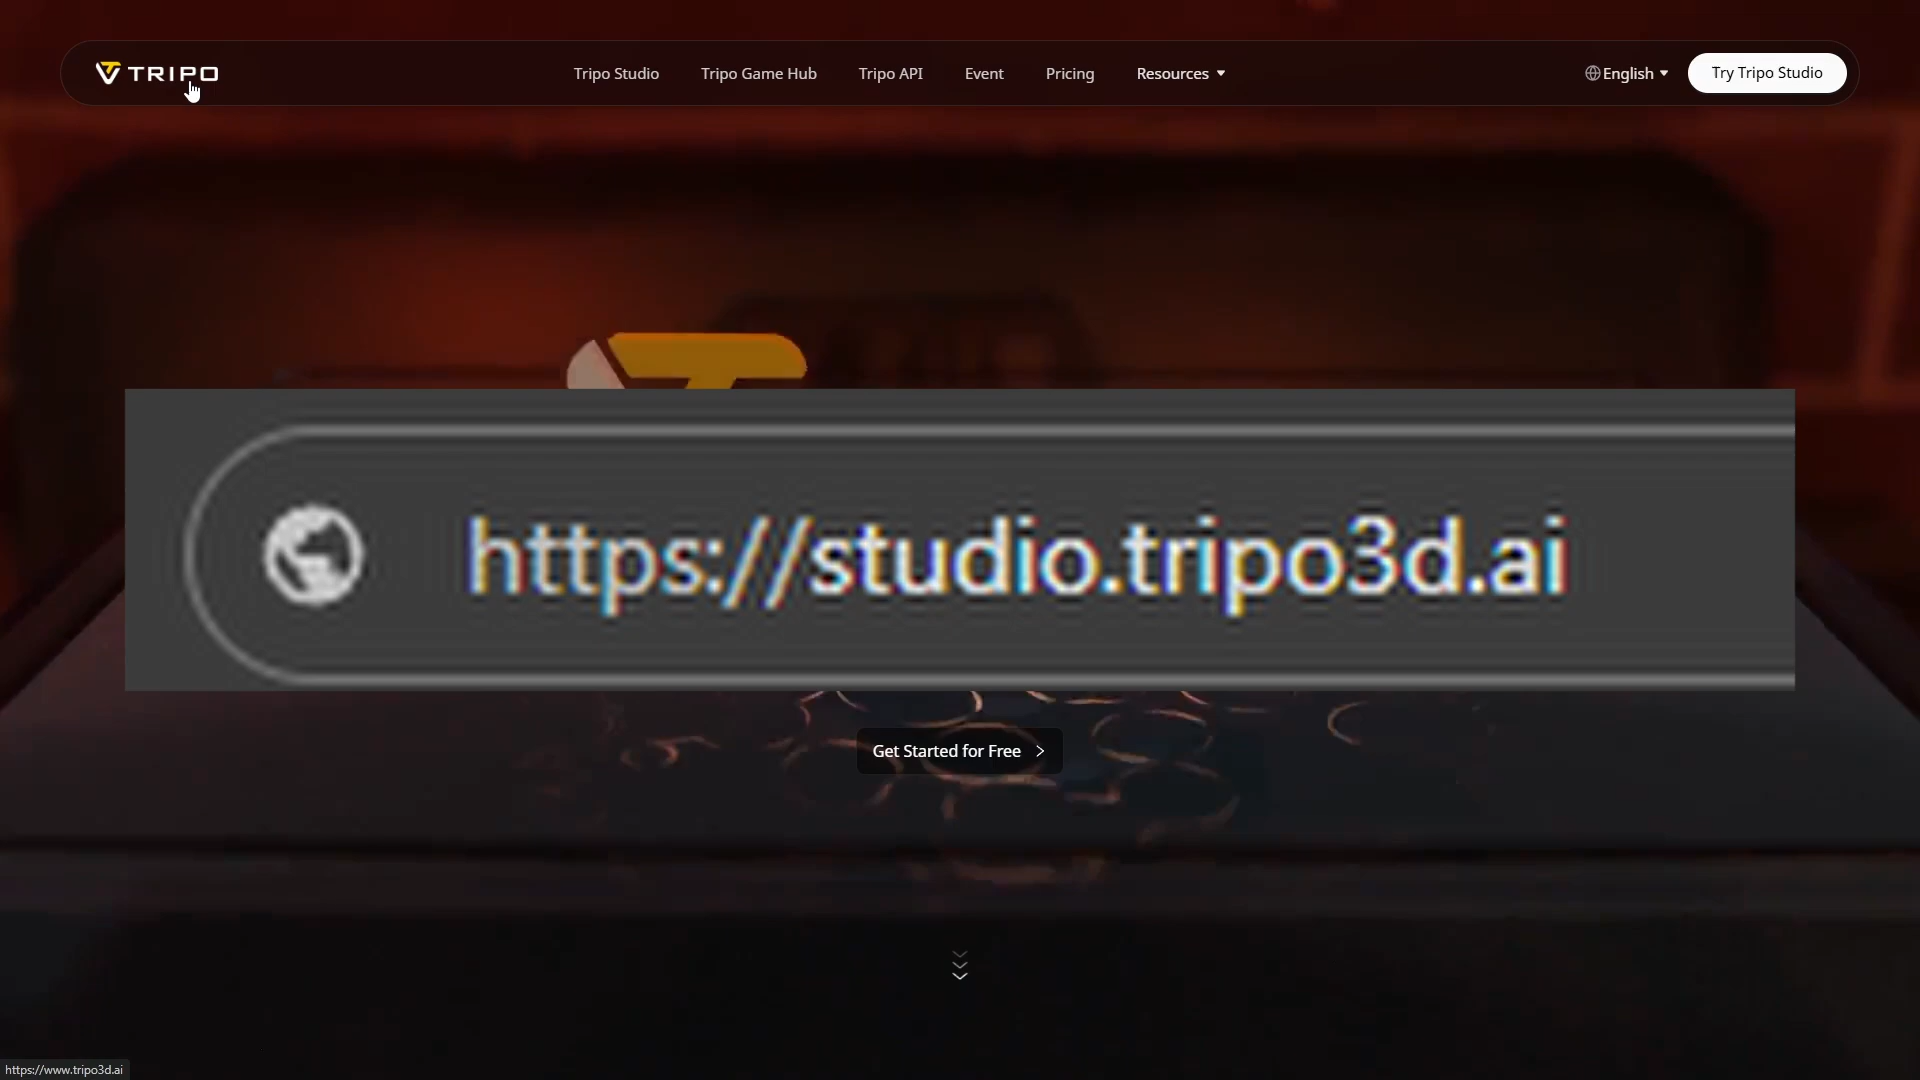 TRIPO
Tripo Studio
Tripo Game Hub
Tripo API
Event
Pricing
Resources
English
Try Tripo Studio
https://studio.tripo3d.ai
Get Started for Free
https://www.tripo3d.ai